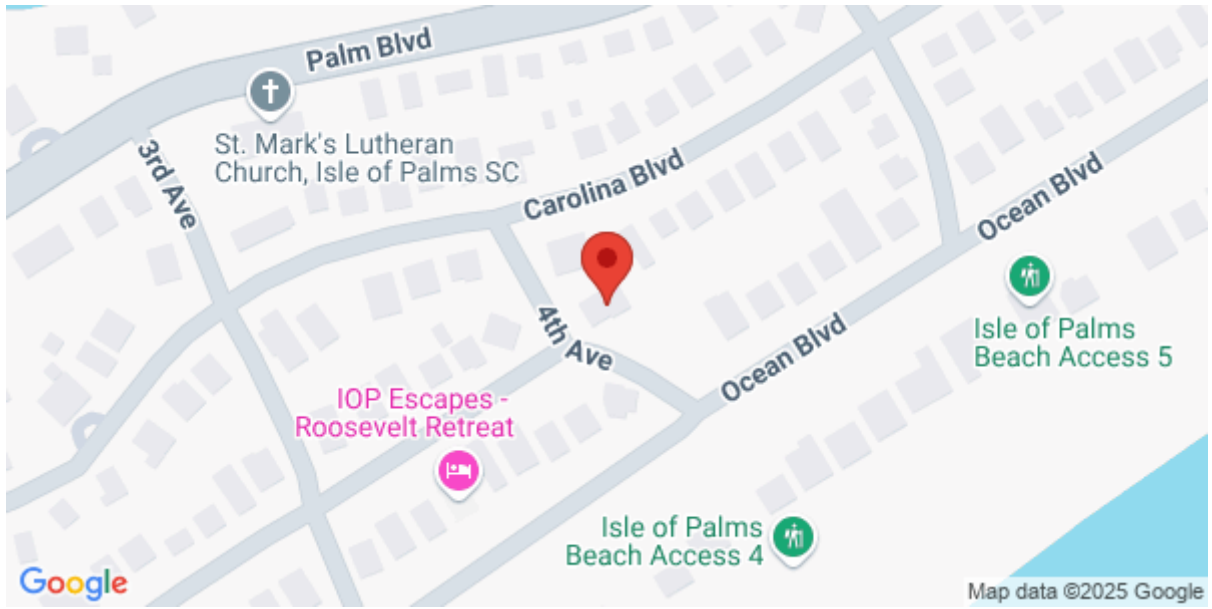 Palm Blvd
3rd Ave
St. Mark's Lutheran
Church, Isle of Palms SC
Carolina Blvd
Ocean Blvd
4th Ave
Isle of Palms
Beach Access 5
Ocean Blvd
IOP Escapes -
Roosevelt Retreat
Isle of Palms
Beach Access 4
Google
Map data ©2025 Google